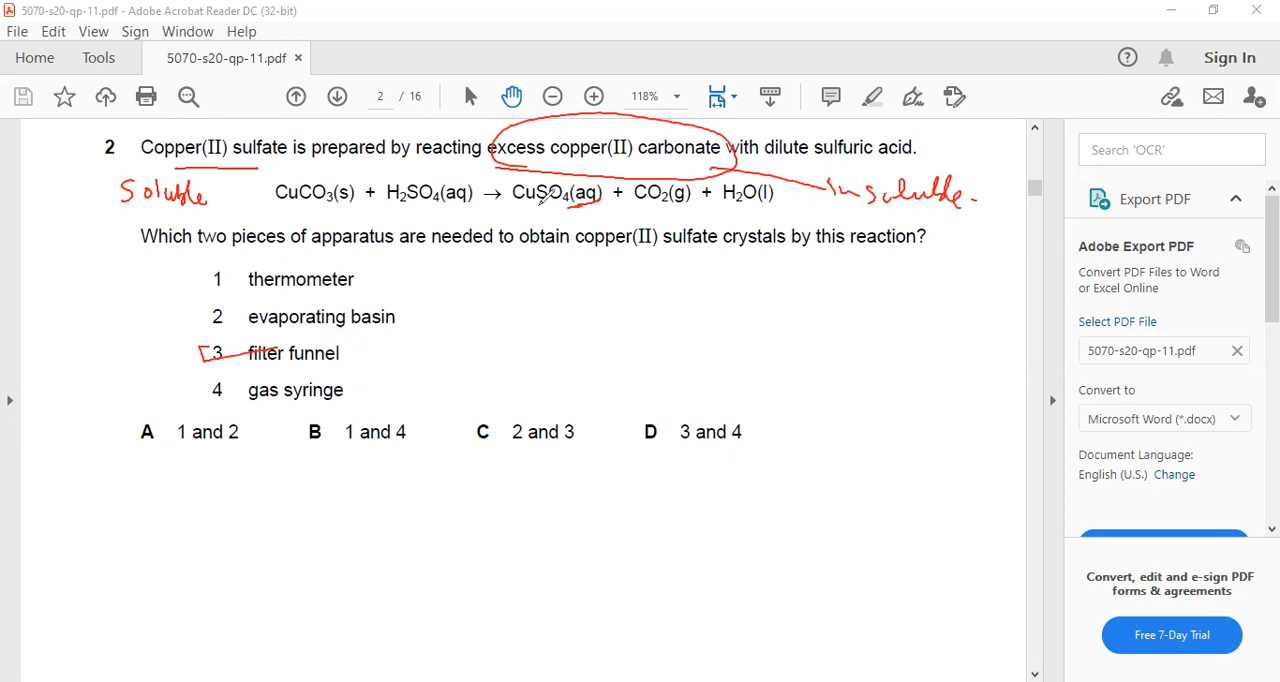 5070-s20-qp-11.pdf - Adobe Acrobat Reader DC (32-bit)
File Edit View Sign Window Help
Home Tools 5070-s20-qp-11.pdf × Sign In
2 / 16 118%
2 Copper(II) sulfate is prepared by reacting excess copper(II) carbonate with dilute sulfuric acid.
Soluble CuCO₃(s) + H₂SO₄(aq) → CuSO₄(aq) + CO₂(g) + H₂O(l) insoluble.
Which two pieces of apparatus are needed to obtain copper(II) sulfate crystals by this reaction?
1 thermometer
2 evaporating basin
3 filter funnel
4 gas syringe
A 1 and 2 B 1 and 4 C 2 and 3 D 3 and 4
Search 'OCR'
Export PDF
Adobe Export PDF
Convert PDF Files to Word
or Excel Online
Select PDF File
5070-s20-qp-11.pdf
Convert to
Microsoft Word (*.docx)
Document Language:
English (U.S.) Change
Convert, edit and e-sign PDF
forms & agreements
Free 7-Day Trial